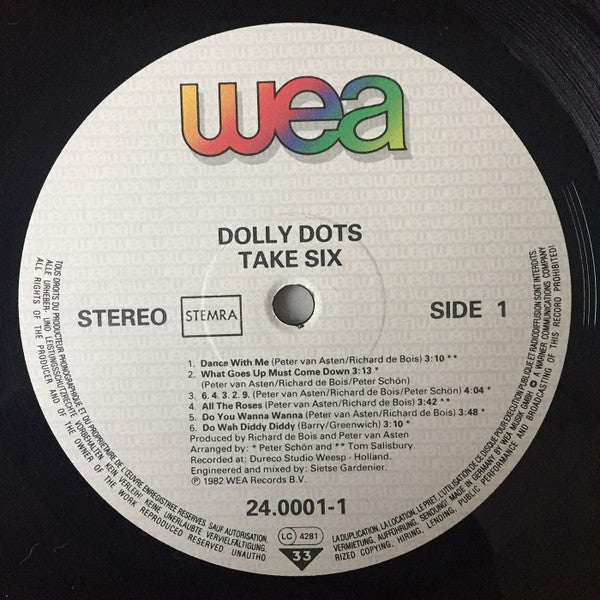 wea
DOLLY DOTS
TAKE SIX
STEREO
STEMRA
SIDE 1
1. Dance With Me (Peter van Asten/Richard de Bois) 3:10 **
2. What Goes Up Must Come Down 3:13 *
(Peter van Asten/Richard de Bois/Peter Schön)
3. 6. 4. 3. 2. 9. (Peter van Asten/Richard de Bois/Peter Schön) 4:04 *
4. All The Roses (Peter van Asten/Richard de Bois) 3:42 **
5. Do You Wanna Wanna (Peter van Asten/Richard de Bois) 3:48 *
6. Do Wah Diddy Diddy (Barry/Greenwich) 3:10 *
Produced by Richard de Bois and Peter van Asten
Arranged by: * Peter Schön and ** Tom Salisbury.
Recorded at: Dureco Studio Weesp - Holland.
Engineered and mixed by: Sietse Gardenier.
℗ 1982 WEA Records B.V.
24.0001-1
LC 4281
33
TOUS DROITS DU PRODUCTEUR PHONOGRAPHIQUE ET DU PROPRIETAIRE DE L'ŒUVRE ENREGISTREE RESERVES SAUF AUTORISATION, LA DUPLICATION, LA LOCATION, LE PRET, L'UTILISATION DE CE DISQUE POUR EXECUTION PUBLIQUE ET RADIODIFFUSION SONT INTERDITS.
ALLE URHEBER- UND LEISTUNGSSCHUTZRECHTE VORBEHALTEN. KEIN VERLEIH! KEINE UNERLAUBTE VERVIELFÄLTIGUNG, VERMIETUNG, AUFFÜHRUNG, SENDUNG. MADE IN GERMANY BY WEA MUSIK GMBH A WARNER COMMUNICATIONS COMPANY
ALL RIGHTS OF THE PRODUCER AND OF THE OWNER OF THE WORK REPRODUCED RESERVED UNAUTHORIZED COPYING, HIRING, LENDING, PUBLIC PERFORMANCE AND BROADCASTING OF THIS RECORD PROHIBITED!